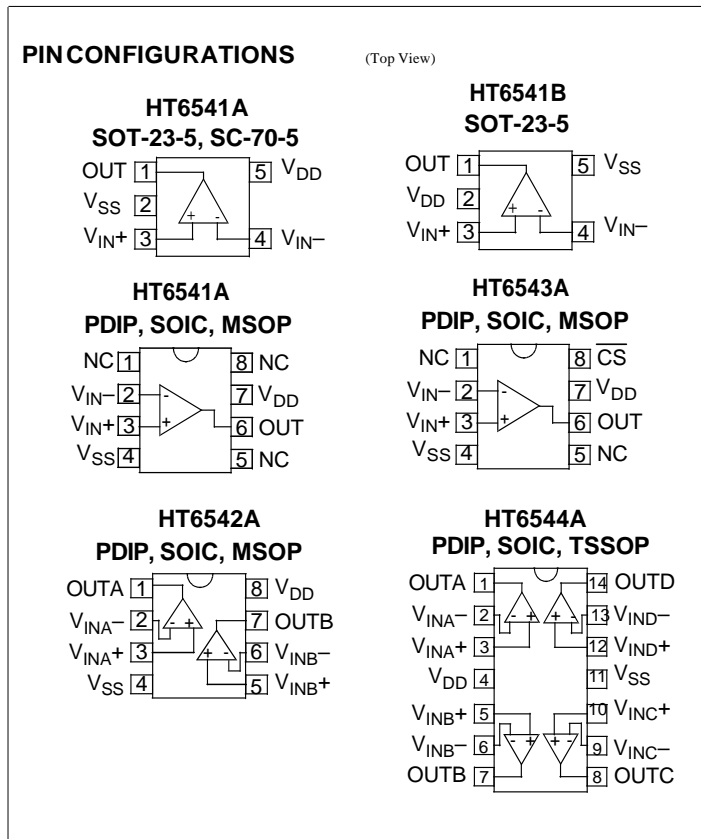 PIN CONFIGURATIONS (Top View)
HT6541A
SOT-23-5, SC-70-5
OUT 1 5 VDD
VSS 2
VIN+ 3 4 VIN–
+ -
HT6541B
SOT-23-5
OUT 1 5 VSS
VDD 2
VIN+ 3 4 VIN–
+ -
HT6541A
PDIP, SOIC, MSOP
NC 1 8 NC
VIN– 2 - 7 VDD
VIN+ 3 + 6 OUT
VSS 4 5 NC
HT6543A
PDIP, SOIC, MSOP
NC 1 8 CS
VIN– 2 - 7 VDD
VIN+ 3 + 6 OUT
VSS 4 5 NC
HT6542A
PDIP, SOIC, MSOP
OUTA 1 8 VDD
VINA– 2 - + 7 OUTB
VINA+ 3 + - 6 VINB–
VSS 4 5 VINB+
HT6544A
PDIP, SOIC, TSSOP
OUTA 1 14 OUTD
VINA– 2 - + + - 13 VIND–
VINA+ 3 12 VIND+
VDD 4 11 VSS
VINB+ 5 10 VINC+
VINB– 6 - + + - 9 VINC–
OUTB 7 8 OUTC